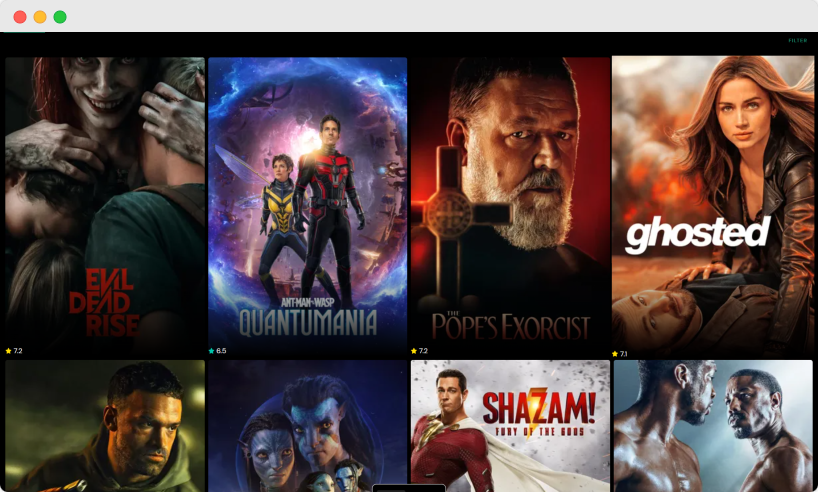 FILTER
EVIL
DEAD
RISE
ANT-MAN AND THE WASP
QUANTUMANIA
THE
POPE'S EXORCIST
ghosted
7.2
6.5
7.2
7.1
SHAZAM!
FURY OF THE GODS